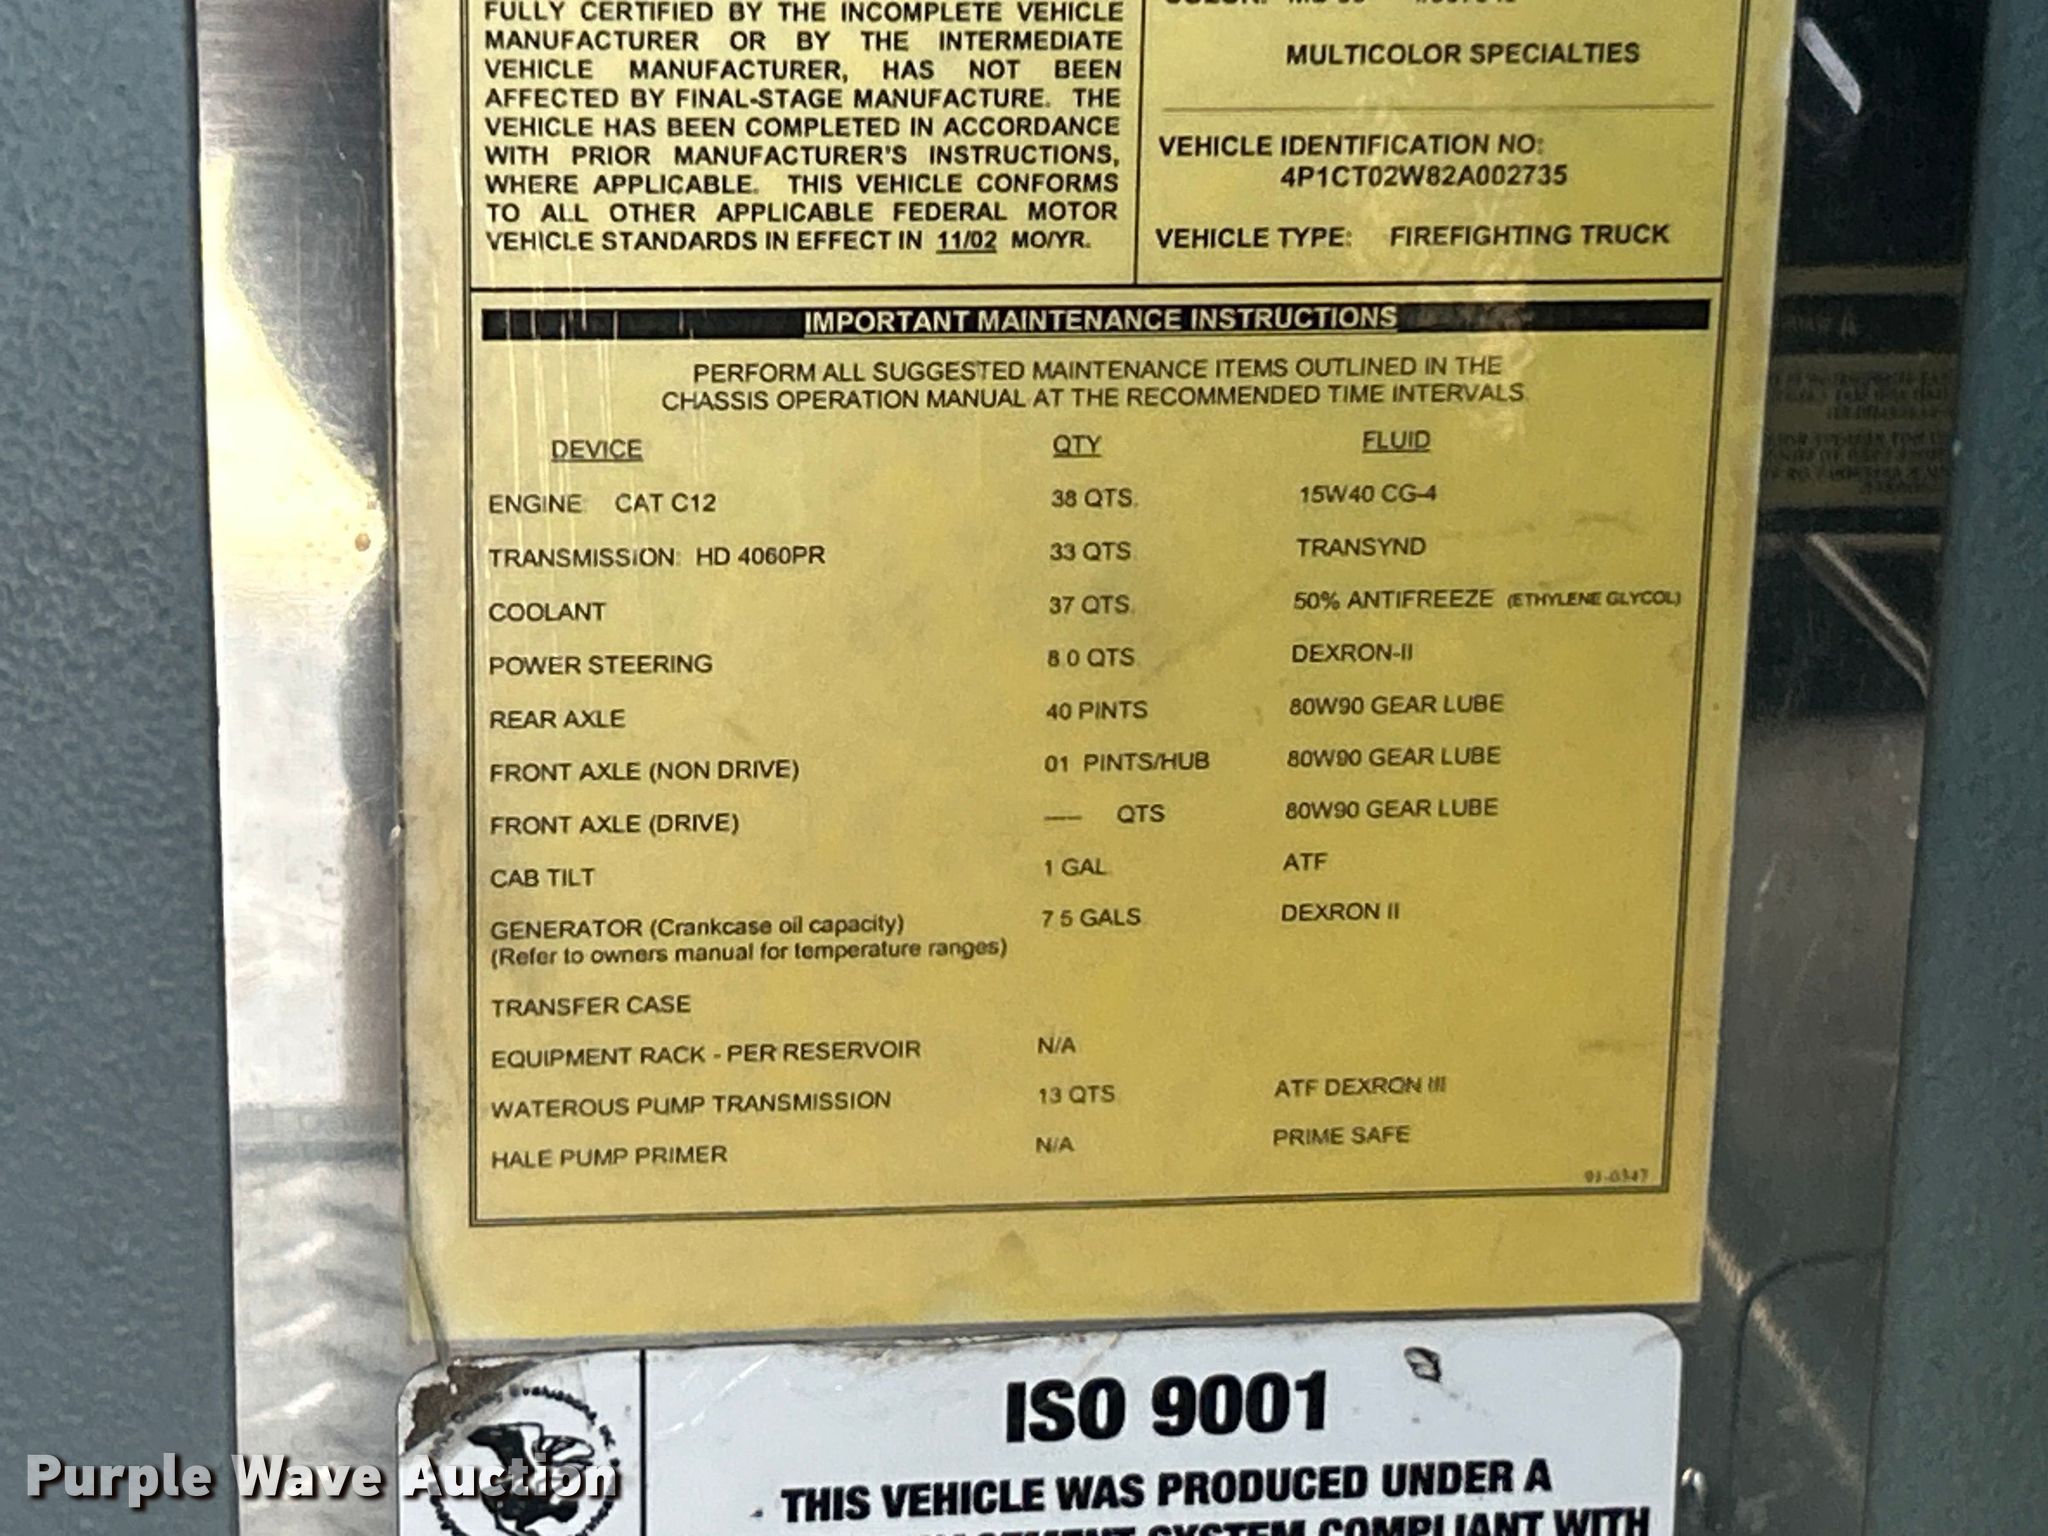 FULLY CERTIFIED BY THE INCOMPLETE VEHICLE
MANUFACTURER OR BY THE INTERMEDIATE
VEHICLE MANUFACTURER, HAS NOT BEEN
AFFECTED BY FINAL-STAGE MANUFACTURE. THE
VEHICLE HAS BEEN COMPLETED IN ACCORDANCE
WITH PRIOR MANUFACTURER'S INSTRUCTIONS,
WHERE APPLICABLE. THIS VEHICLE CONFORMS
TO ALL OTHER APPLICABLE FEDERAL MOTOR
VEHICLE STANDARDS IN EFFECT IN 11/02 MO/YR.
MULTICOLOR SPECIALTIES
VEHICLE IDENTIFICATION NO:
4P1CT02W82A002735
VEHICLE TYPE: FIREFIGHTING TRUCK
IMPORTANT MAINTENANCE INSTRUCTIONS
PERFORM ALL SUGGESTED MAINTENANCE ITEMS OUTLINED IN THE
CHASSIS OPERATION MANUAL AT THE RECOMMENDED TIME INTERVALS.
DEVICE QTY FLUID
ENGINE: CAT C12 38 QTS. 15W40 CG-4
TRANSMISSION: HD 4060PR 33 QTS. TRANSYND
COOLANT 37 QTS. 50% ANTIFREEZE (ETHYLENE GLYCOL)
POWER STEERING 8.0 QTS. DEXRON-II
REAR AXLE 40 PINTS 80W90 GEAR LUBE
FRONT AXLE (NON DRIVE) 01 PINTS/HUB 80W90 GEAR LUBE
FRONT AXLE (DRIVE) --- QTS 80W90 GEAR LUBE
CAB TILT 1 GAL. ATF
GENERATOR (Crankcase oil capacity) 7.5 GALS DEXRON II
(Refer to owners manual for temperature ranges)
TRANSFER CASE
EQUIPMENT RACK - PER RESERVOIR N/A
WATEROUS PUMP TRANSMISSION 13 QTS. ATF DEXRON III
HALE PUMP PRIMER N/A PRIME SAFE
93-0347
ISO 9001
THIS VEHICLE WAS PRODUCED UNDER A
SYSTEM COMPLIANT WITH
Purple Wave Auction